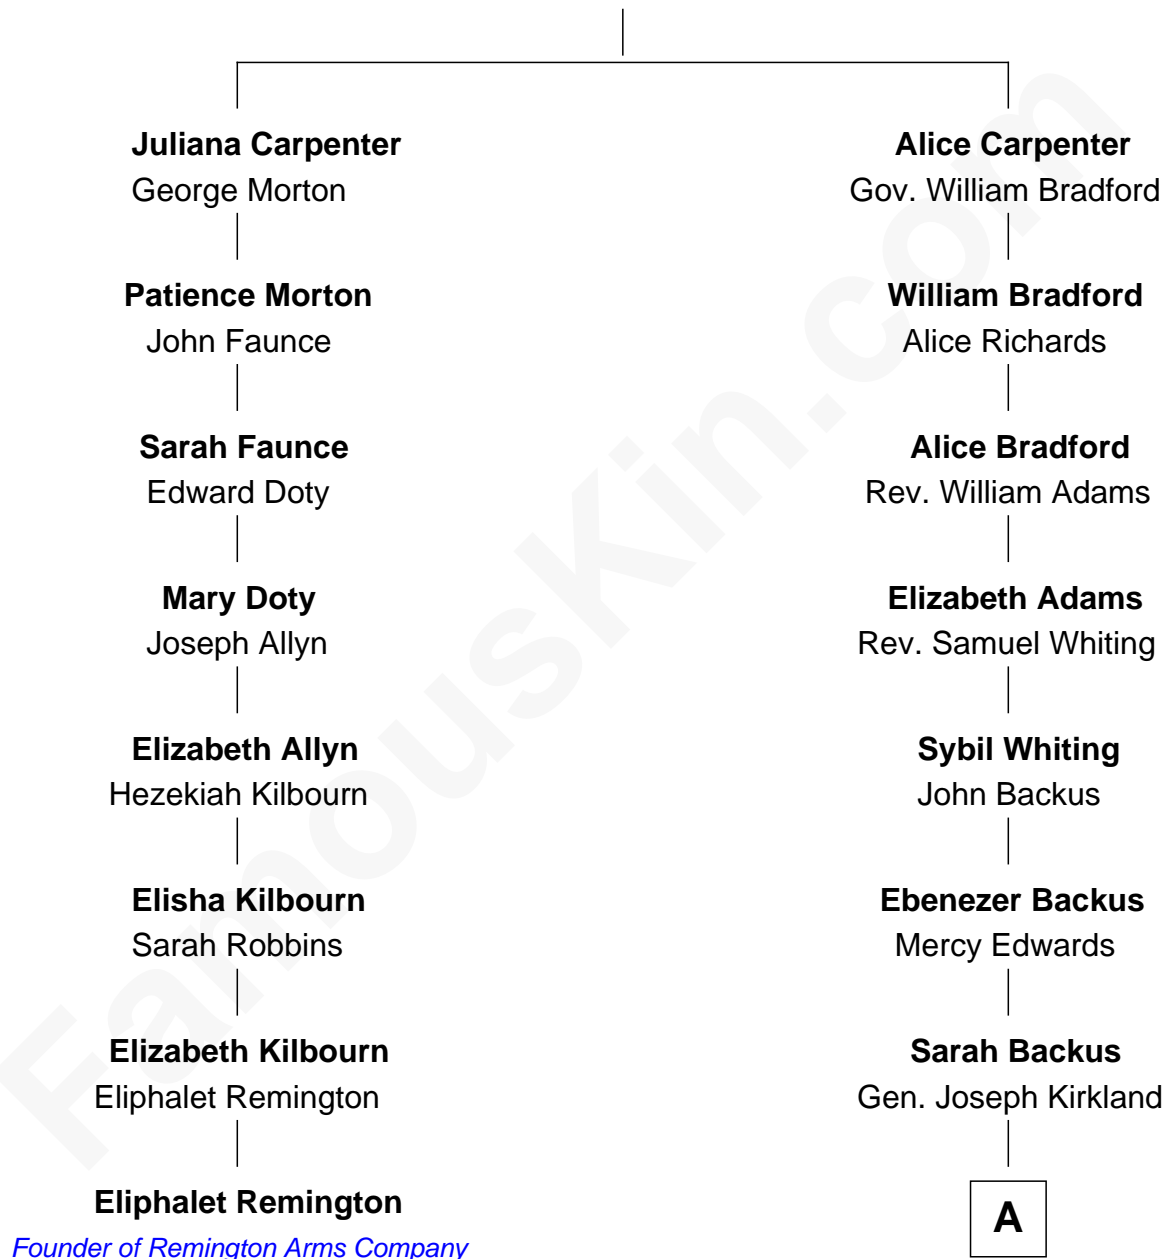 Juliana Carpenter
George Morton
Patience Morton
John Faunce
Sarah Faunce
Edward Doty
Mary Doty
Joseph Allyn
Elizabeth Allyn
Hezekiah Kilbourn
Elisha Kilbourn
Sarah Robbins
Elizabeth Kilbourn
Eliphalet Remington
Eliphalet Remington
Founder of Remington Arms Company
Alice Carpenter
Gov. William Bradford
William Bradford
Alice Richards
Alice Bradford
Rev. William Adams
Elizabeth Adams
Rev. Samuel Whiting
Sybil Whiting
John Backus
Ebenezer Backus
Mercy Edwards
Sarah Backus
Gen. Joseph Kirkland
A
FamousKin.com